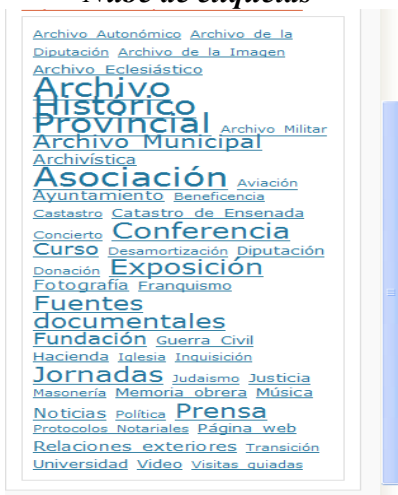 Nube de etiquetas
Archivo Autonómico Archivo de la
Diputación Archivo de la Imagen
Archivo Eclesiástico
Archivo
Histórico
Provincial Archivo Militar
Archivo Municipal
Archivística
Asociación Aviación
Ayuntamiento Beneficencia
Castastro Catastro de Ensenada
Concierto Conferencia
Curso Desamortización Diputación
Donación Exposición
Fotografía Franquismo
Fuentes
documentales
Fundación Guerra Civil
Hacienda Iglesia Inquisición
Jornadas Judaismo Justicia
Masonería Memoria obrera Música
Noticias Política Prensa
Protocolos Notariales Página web
Relaciones exteriores Transición
Universidad Video Visitas guiadas